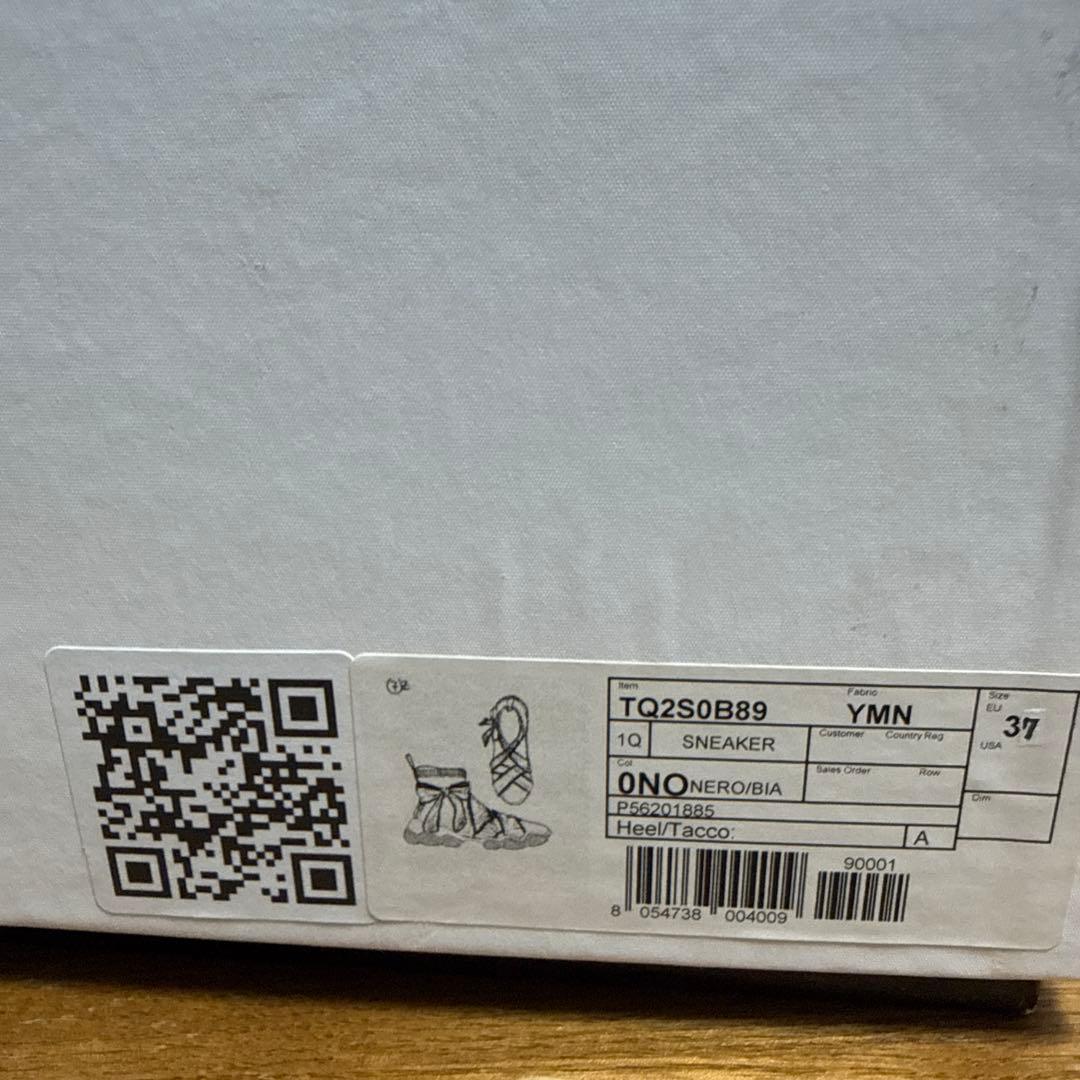 Item
TQ2S0B89
Fabric
YMN
Size
EU
37
USA
1Q
SNEAKER
Customer
Country Reg
Col
0NO NERO/BIA
Sales Order
Row
Dim
P56201885
Heel/Tacco:
A
90001
8 054738 004009